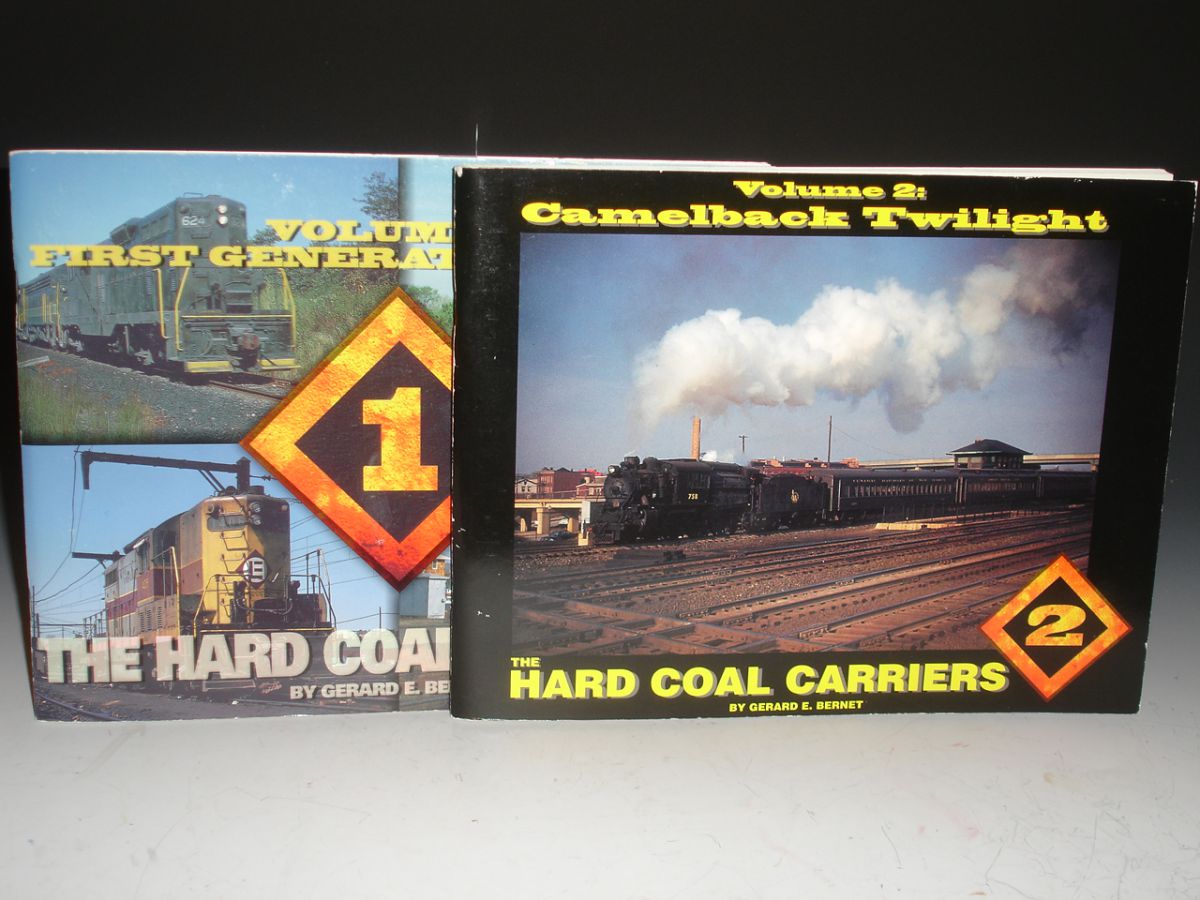 VOLUM
FIRST GENERAT
624
1
E
THE HARD COAL
BY GERARD E. BE
Volume 2:
Camelback Twilight
758
2
THE
HARD COAL CARRIERS
BY GERARD E. BERNET